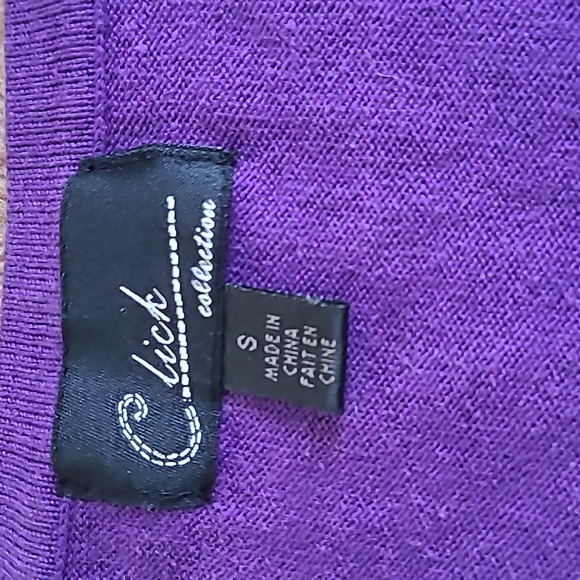 Click
collection
S
MADE IN
CHINA
FAIT EN
CHINE